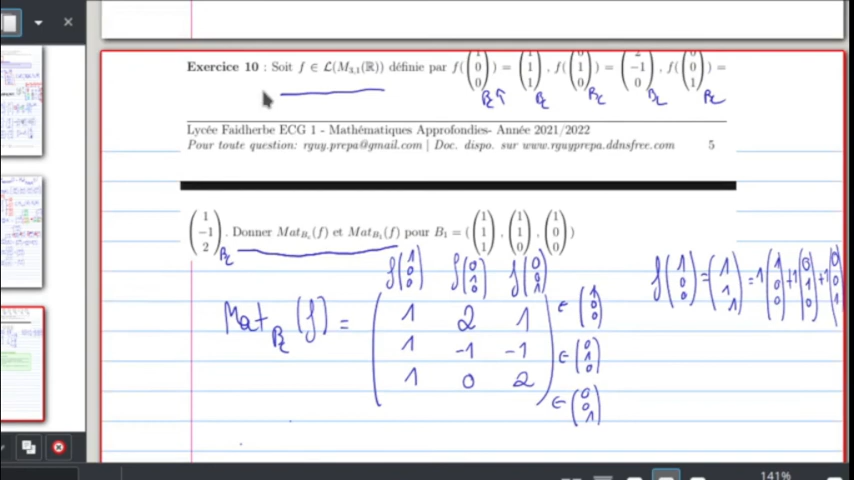 Exercice 10 : Soit f ∈ L(M3,1(ℝ)) définie par f((1 0 0)) = (1 1 1), f((0 1 0)) = (2 -1 0), f((0 0 1)) =
Bc Bc Bc Bc Bc
Lycée Faidherbe ECG 1 - Mathématiques Approfondies- Année 2021/2022
Pour toute question: rguy.prepa@gmail.com | Doc. dispo. sur www.rguyprepa.ddnsfree.com 5
(1 -1 2). Donner MatBc(f) et MatB1(f) pour B1 = ((1 1 1), (1 1 0), (1 0 0))
Bc
f(1 0 0) f(0 1 0) f(0 0 1)
f(1 0 0) = (1 1 1) = 1(1 0 0) + 1(0 1 0) + 1(0 0 1)
MatBc(f) =
1 2 1 ∈ (1 0 0)
1 -1 -1 ∈ (0 1 0)
1 0 2 ∈ (0 0 1)
141%